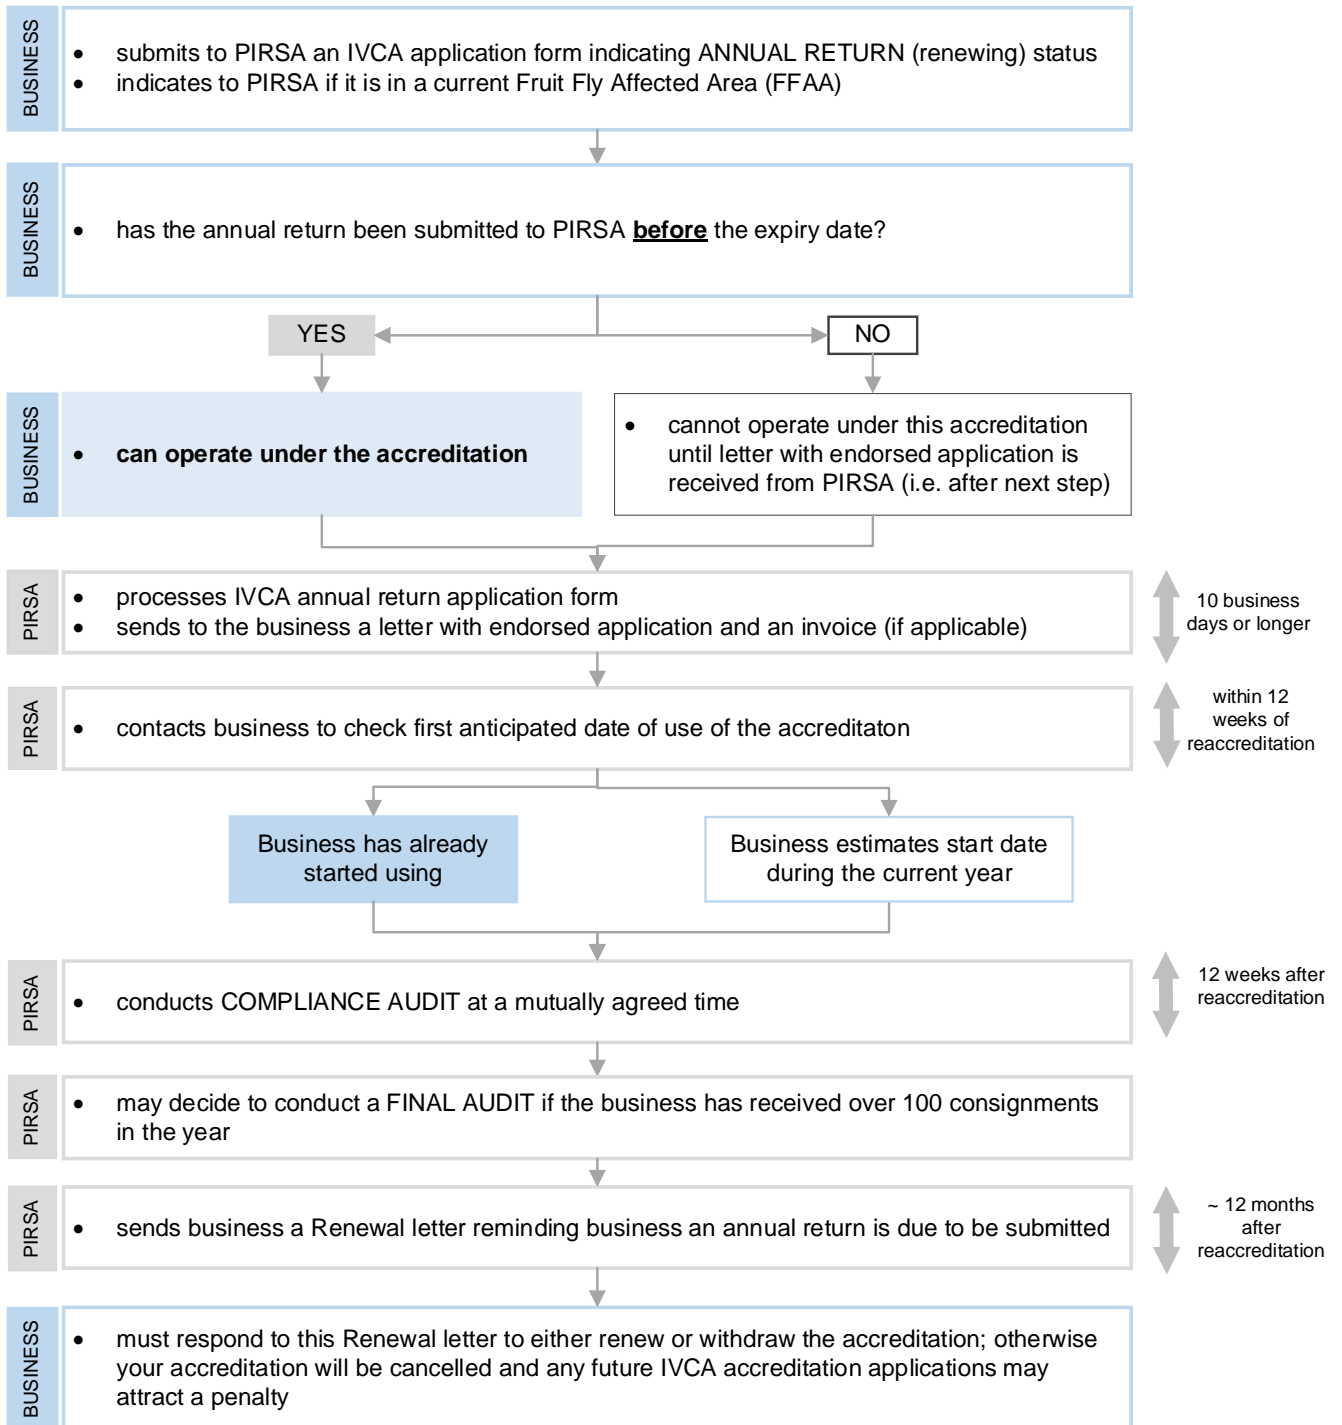 BUSINESS
• submits to PIRSA an IVCA application form indicating ANNUAL RETURN (renewing) status
• indicates to PIRSA if it is in a current Fruit Fly Affected Area (FFAA)
BUSINESS
• has the annual return been submitted to PIRSA before the expiry date?
YES
NO
BUSINESS
• can operate under the accreditation
• cannot operate under this accreditation
until letter with endorsed application is
received from PIRSA (i.e. after next step)
PIRSA
• processes IVCA annual return application form
• sends to the business a letter with endorsed application and an invoice (if applicable)
10 business
days or longer
PIRSA
• contacts business to check first anticipated date of use of the accreditaton
within 12
weeks of
reaccreditation
Business has already
started using
Business estimates start date
during the current year
PIRSA
• conducts COMPLIANCE AUDIT at a mutually agreed time
12 weeks after
reaccreditation
PIRSA
• may decide to conduct a FINAL AUDIT if the business has received over 100 consignments
in the year
PIRSA
• sends business a Renewal letter reminding business an annual return is due to be submitted
~ 12 months
after
reaccreditation
BUSINESS
• must respond to this Renewal letter to either renew or withdraw the accreditation; otherwise
your accreditation will be cancelled and any future IVCA accreditation applications may
attract a penalty